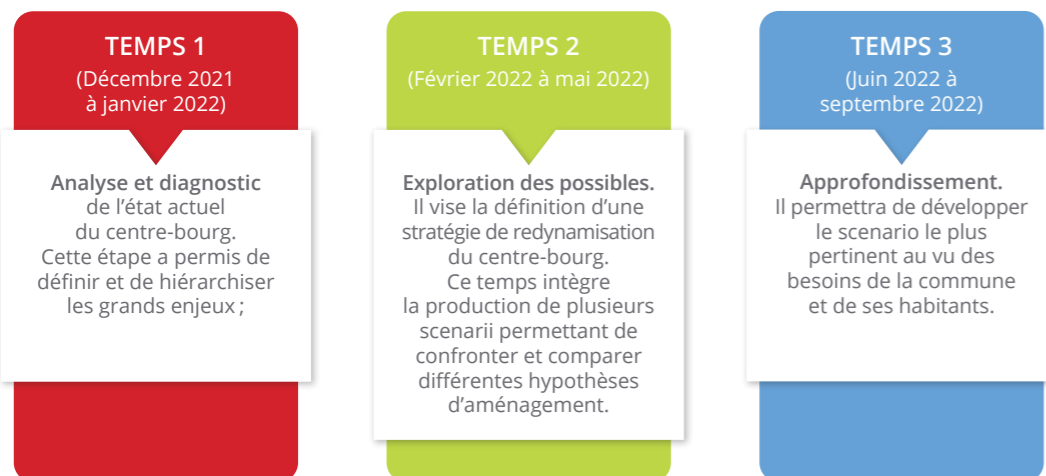 TEMPS 1
(Décembre 2021
à janvier 2022)
Analyse et diagnostic
de l’état actuel
du centre-bourg.
Cette étape a permis de
définir et de hiérarchiser
les grands enjeux ;
TEMPS 2
(Février 2022 à mai 2022)
Exploration des possibles.
Il vise la définition d’une
stratégie de redynamisation
du centre-bourg.
Ce temps intègre
la production de plusieurs
scenarii permettant de
confronter et comparer
différentes hypothèses
d’aménagement.
TEMPS 3
(Juin 2022 à
septembre 2022)
Approfondissement.
Il permettra de développer
le scenario le plus
pertinent au vu des
besoins de la commune
et de ses habitants.